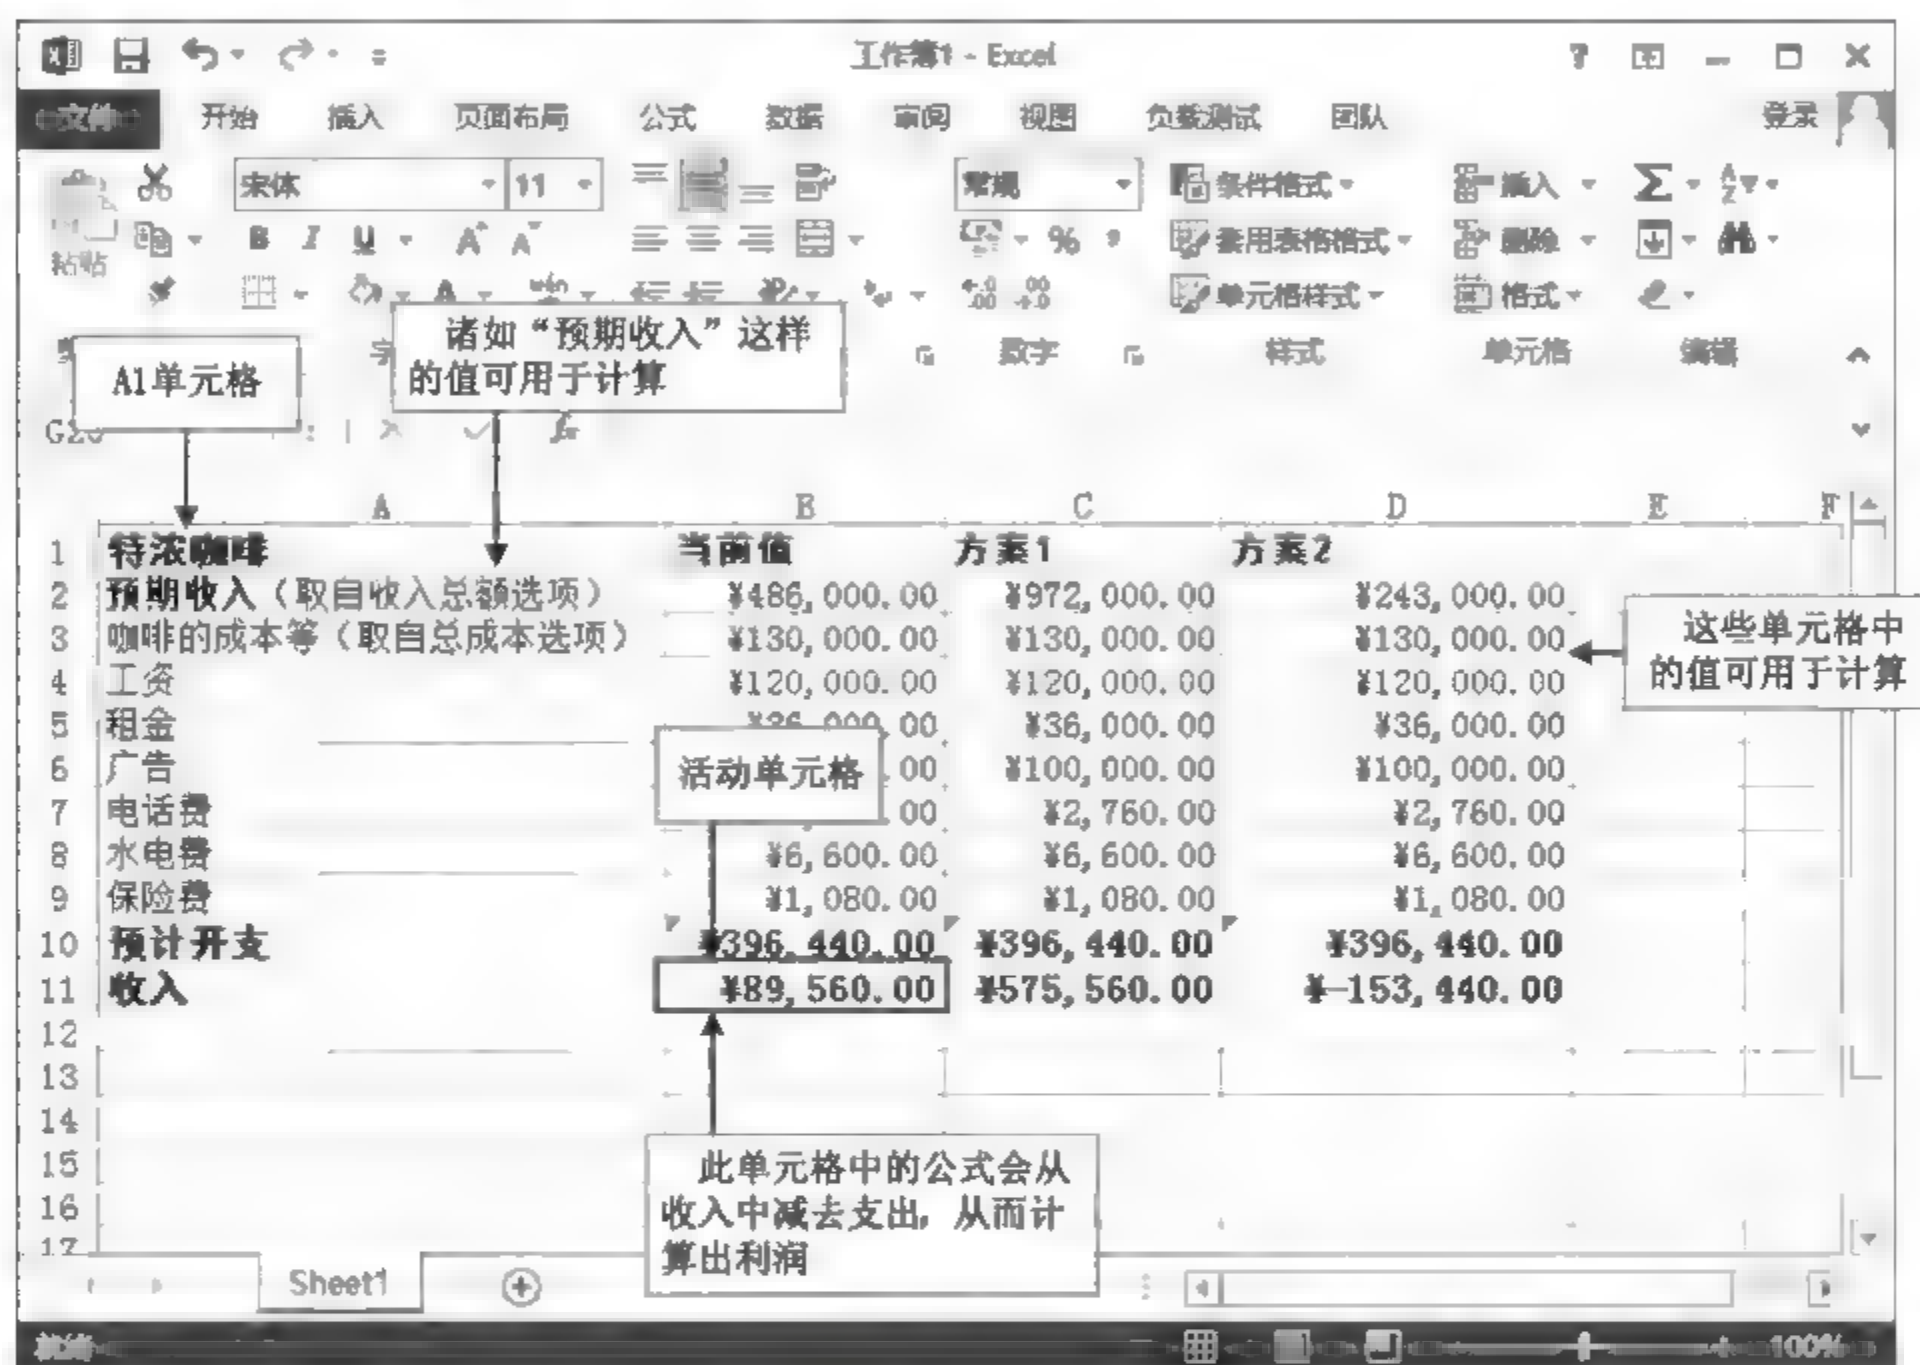 工作簿1 - Excel
文件 开始 插入 页面布局 公式 数据 审阅 视图 负载测试 团队 登录
宋体 11 常规 条件格式 插入
粘贴 B I U A A % 套用表格格式 删除
单元格样式 格式
数字 样式 单元格 编辑
A1单元格
诸如“预期收入”这样
的值可用于计算
A B C D E F
1 特浓咖啡 当前值 方案1 方案2
2 预期收入（取自收入总额选项） ¥486,000.00 ¥972,000.00 ¥243,000.00
3 咖啡的成本等（取自总成本选项） ¥130,000.00 ¥130,000.00 ¥130,000.00
4 工资 ¥120,000.00 ¥120,000.00 ¥120,000.00
5 租金 ¥36,000.00 ¥36,000.00 ¥36,000.00
6 广告 00 ¥100,000.00 ¥100,000.00
7 电话费 00 ¥2,760.00 ¥2,760.00
8 水电费 ¥6,600.00 ¥6,600.00 ¥6,600.00
9 保险费 ¥1,080.00 ¥1,080.00 ¥1,080.00
10 预计开支 ¥396,440.00 ¥396,440.00 ¥396,440.00
11 收入 ¥89,560.00 ¥575,560.00 ¥-153,440.00
12
13
14
15
16
17
这些单元格中
的值可用于计算
活动单元格
此单元格中的公式会从
收入中减去支出，从而计
算出利润
Sheet1
就绪 100%